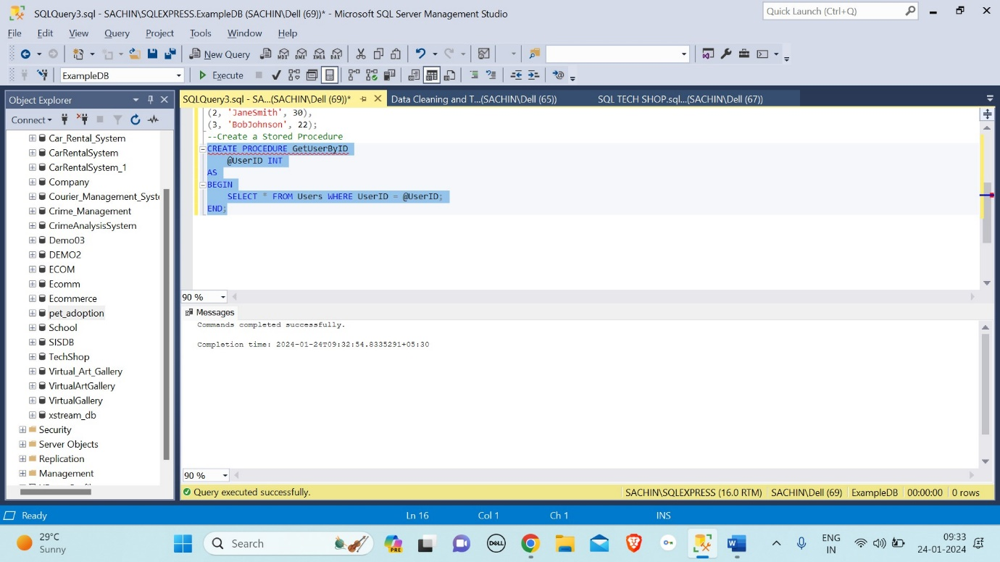 SQLQuery3.sql - SACHIN\SQLEXPRESS.ExampleDB (SACHIN\Dell (69))* - Microsoft SQL Server Management Studio
Quick Launch (Ctrl+Q)
File Edit View Query Project Tools Window Help
New Query
MDX DMX XMLA DAX
ExampleDB
Execute
Object Explorer
Connect
Car_Rental_System
CarRentalSystem
CarRentalSystem_1
Company
Courier_Management_Syste
Crime_Management
CrimeAnalysisSystem
Demo03
DEMO2
ECOM
Ecomm
Ecommerce
pet_adoption
School
SISDB
TechShop
Virtual_Art_Gallery
VirtualArtGallery
VirtualGallery
xstream_db
Security
Server Objects
Replication
Management
SQLQuery3.sql - SA...(SACHIN\Dell (69))*
Data Cleaning and T...(SACHIN\Dell (65))
SQL TECH SHOP.sql...(SACHIN\Dell (67))
(2, 'JaneSmith', 30),
(3, 'BobJohnson', 22);
--Create a Stored Procedure
CREATE PROCEDURE GetUserByID
@UserID INT
AS
BEGIN
SELECT * FROM Users WHERE UserID = @UserID;
END;
90 %
Messages
Commands completed successfully.
Completion time: 2024-01-24T09:32:54.8335291+05:30
90 %
Query executed successfully.
SACHIN\SQLEXPRESS (16.0 RTM) SACHIN\Dell (69) ExampleDB 00:00:00 0 rows
Ready Ln 16 Col 1 Ch 1 INS
29°C
Sunny
Search
PRE
DELL
ENG
IN
09:33
24-01-2024